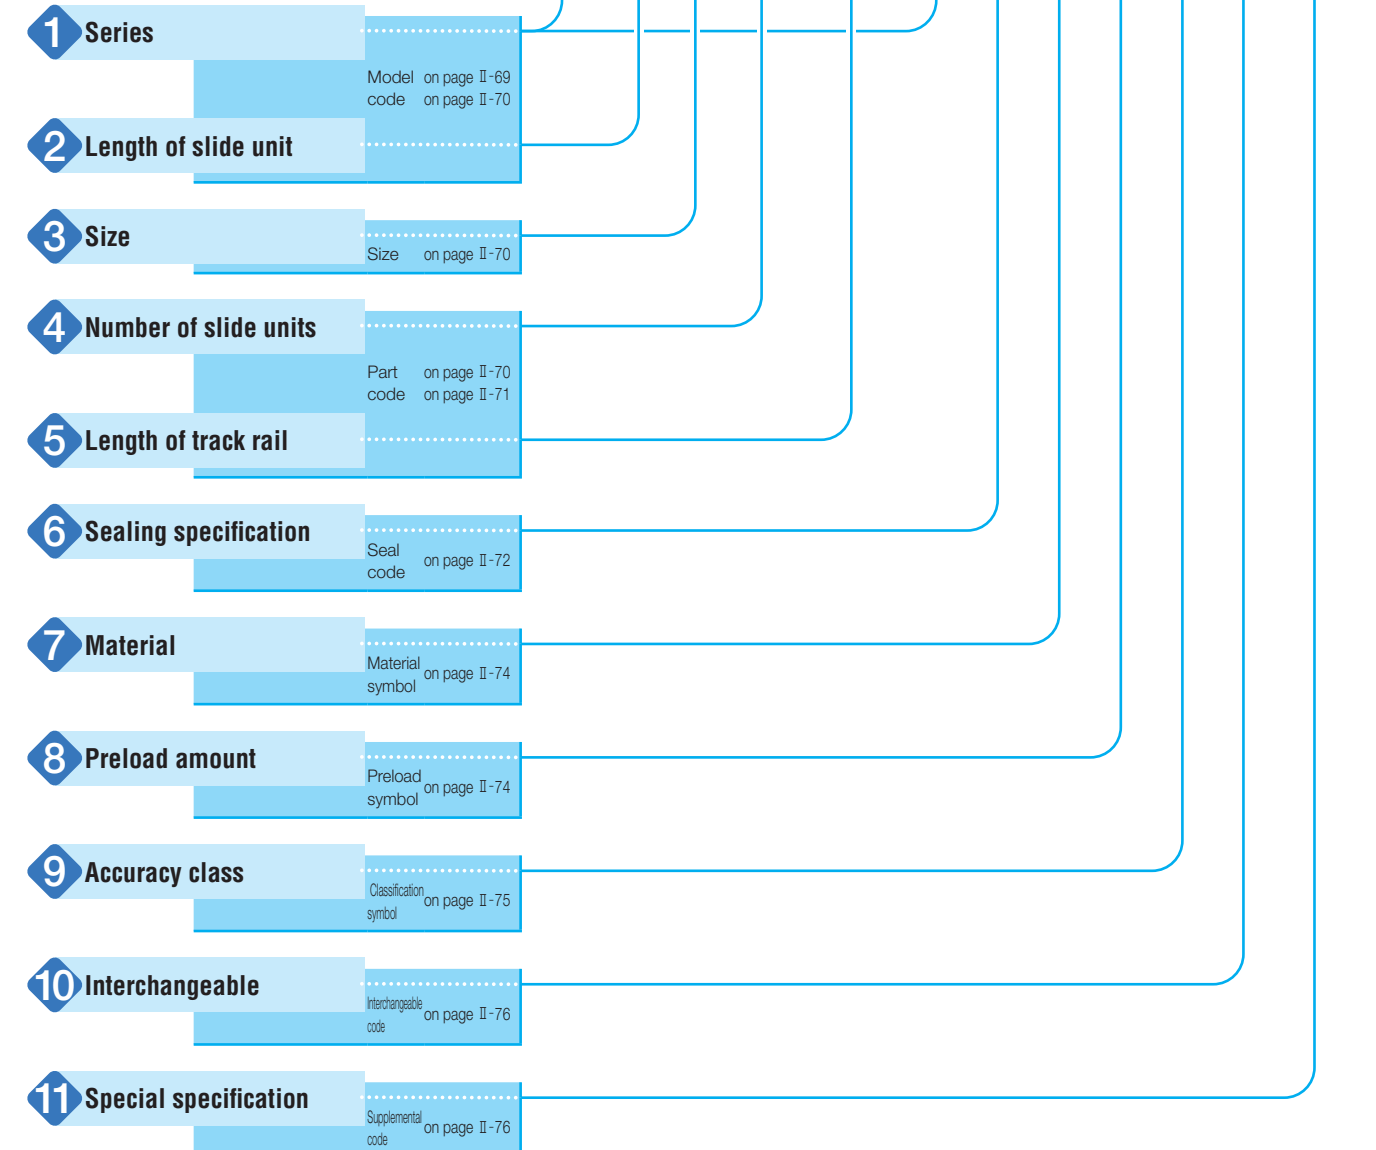 1 Series
Model on page Ⅱ-69
code on page Ⅱ-70
2 Length of slide unit
3 Size
Size on page Ⅱ-70
4 Number of slide units
Part on page Ⅱ-70
code on page Ⅱ-71
5 Length of track rail
6 Sealing specification
Seal
code on page Ⅱ-72
7 Material
Material
symbol on page Ⅱ-74
8 Preload amount
Preload
symbol on page Ⅱ-74
9 Accuracy class
Classification
symbol on page Ⅱ-75
10 Interchangeable
Interchangeable
code on page Ⅱ-76
11 Special specification
Supplemental
code on page Ⅱ-76